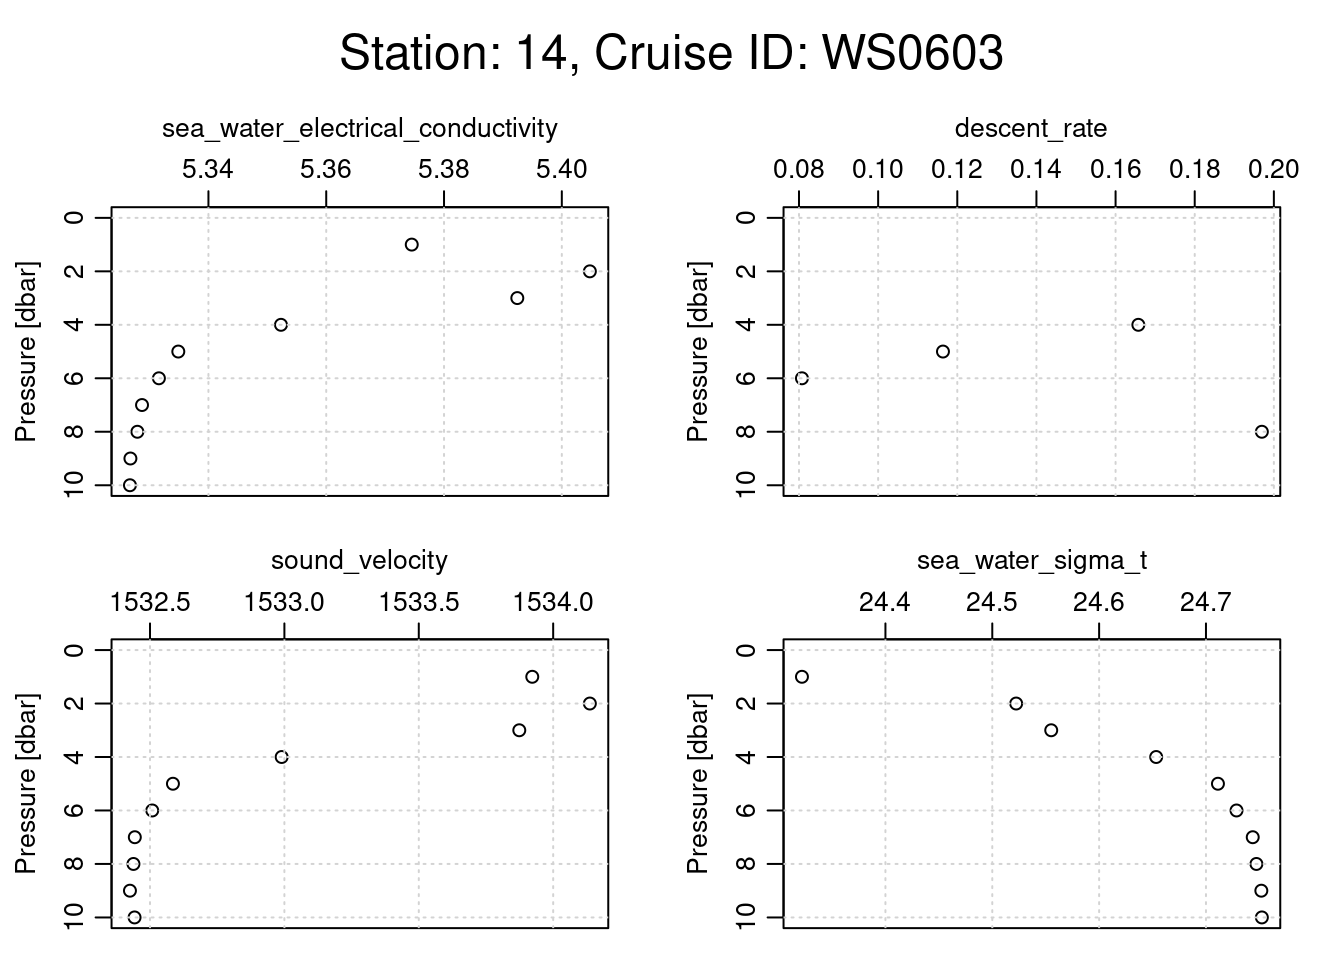 Station: 14, Cruise ID: WS0603
sea_water_electrical_conductivity
5.34 5.36 5.38 5.40
Pressure [dbar]
0
2
4
6
8
10
descent_rate
0.08 0.10 0.12 0.14 0.16 0.18 0.20
Pressure [dbar]
0
2
4
6
8
10
sound_velocity
1532.5 1533.0 1533.5 1534.0
Pressure [dbar]
0
2
4
6
8
10
sea_water_sigma_t
24.4 24.5 24.6 24.7
Pressure [dbar]
0
2
4
6
8
10